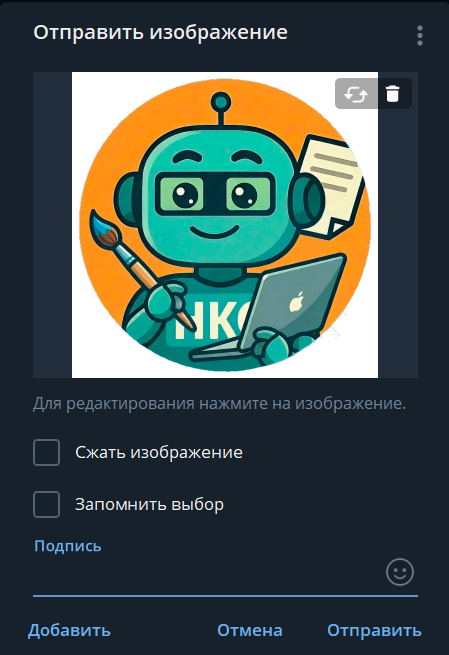 Отправить изображение
НКО
Для редактирования нажмите на изображение.
Сжать изображение
Запомнить выбор
Подпись
Добавить
Отмена
Отправить